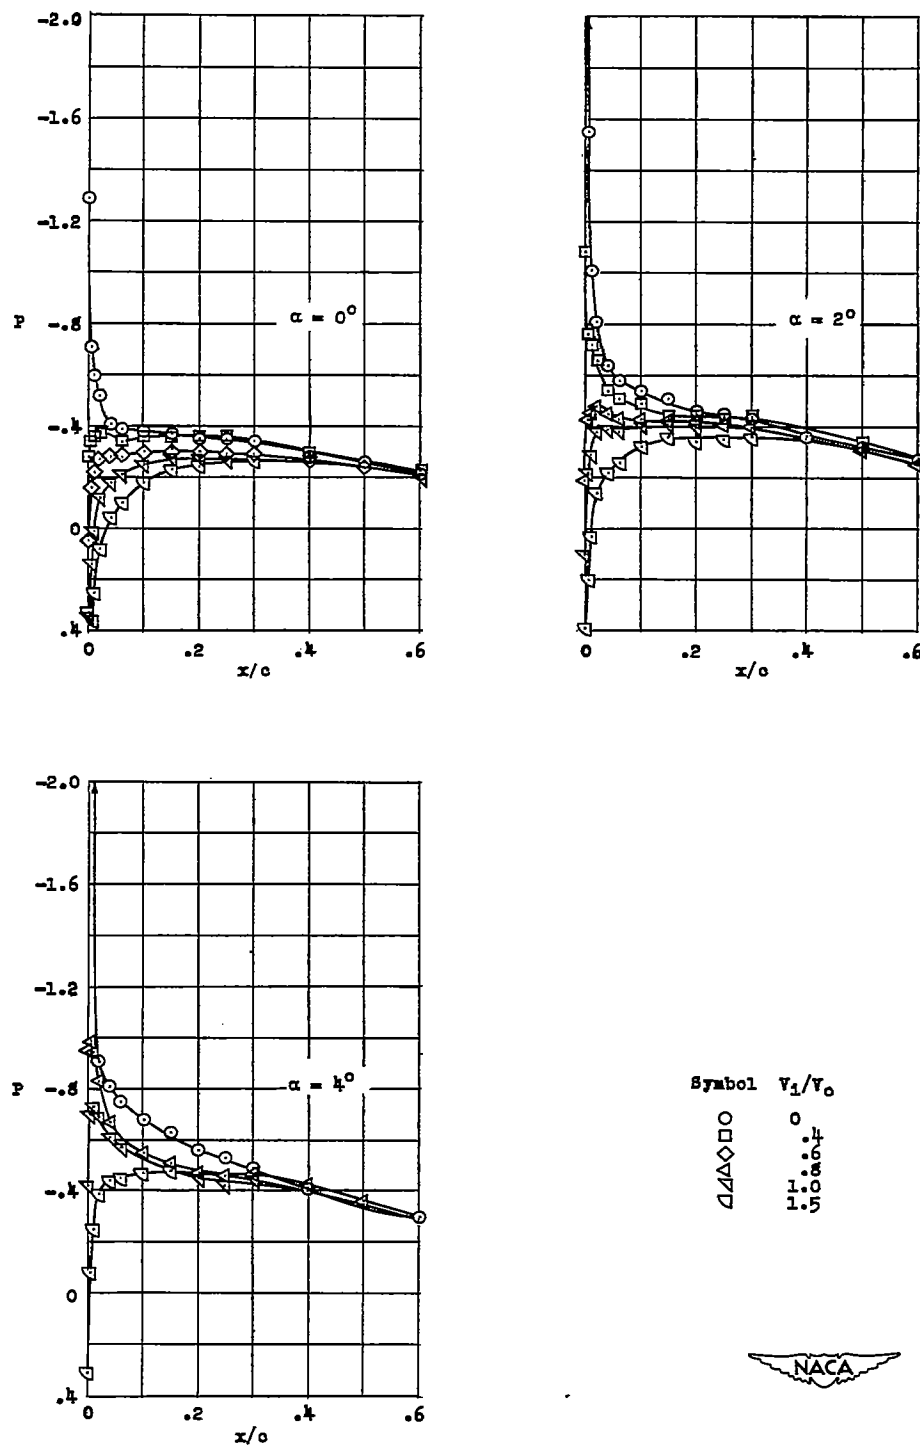 -2.0
-1.6
-1.2
P
-.8
-.4
0
.4
α = 0°
0 .2 .4 .6
x/c
α = 2°
0 .2 .4 .6
x/c
-2.0
-1.6
-1.2
P
-.8
-.4
0
.4
α = 4°
0 .2 .4 .6
x/c
Symbol V₁/V₀
0
.4
.6
.8
1.0
1.5
NACA